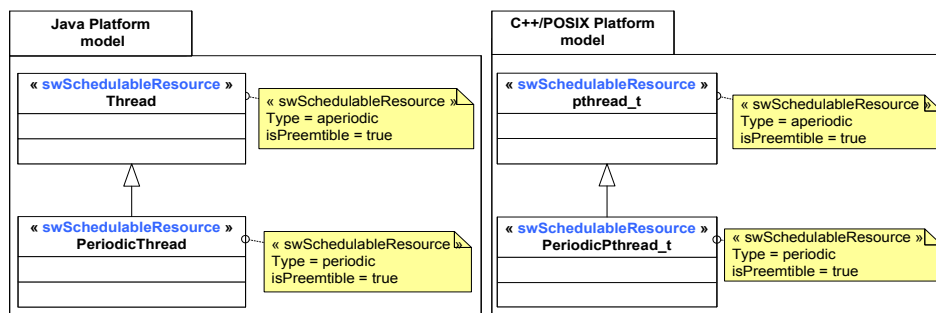 Java Platform
model
« swSchedulableResource »
Thread
« swSchedulableResource »
Type = aperiodic
isPreemtible = true
« swSchedulableResource »
PeriodicThread
« swSchedulableResource »
Type = periodic
isPreemtible = true
C++/POSIX Platform
model
« swSchedulableResource »
pthread_t
« swSchedulableResource »
Type = aperiodic
isPreemtible = true
« swSchedulableResource »
PeriodicPthread_t
« swSchedulableResource »
Type = periodic
isPreemtible = true